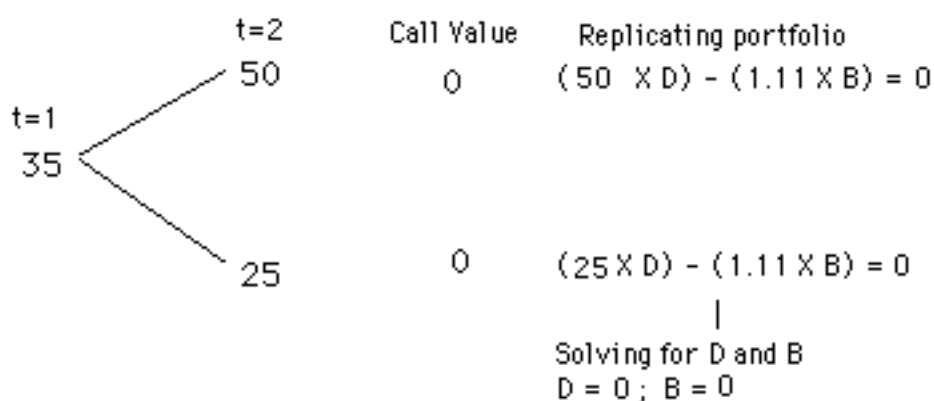 t=2 Call Value Replicating portfolio
50 0 (50 X D) - (1.11 X B) = 0
t=1
35
25 0 (25 X D) - (1.11 X B) = 0
Solving for D and B
D = 0 ; B = 0